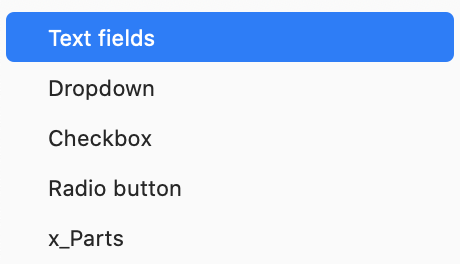 Text fields
Dropdown
Checkbox
Radio button
x_Parts